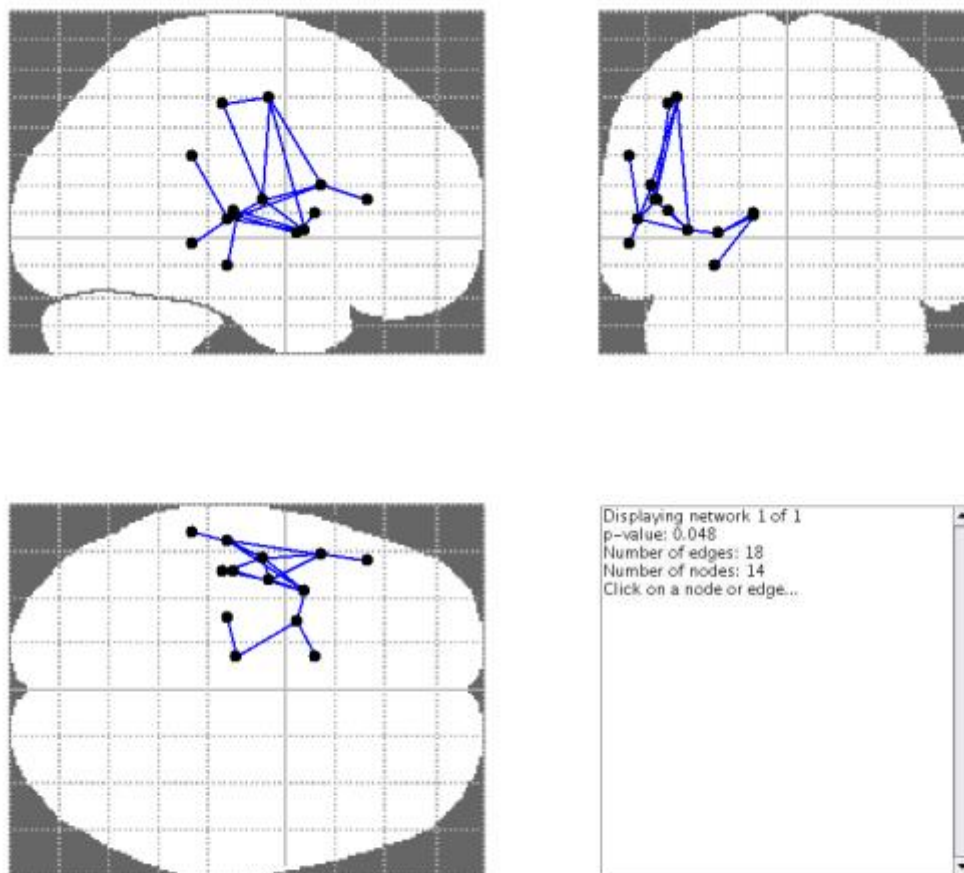 Displaying network 1 of 1
p-value: 0.048
Number of edges: 18
Number of nodes: 14
Click on a node or edge...